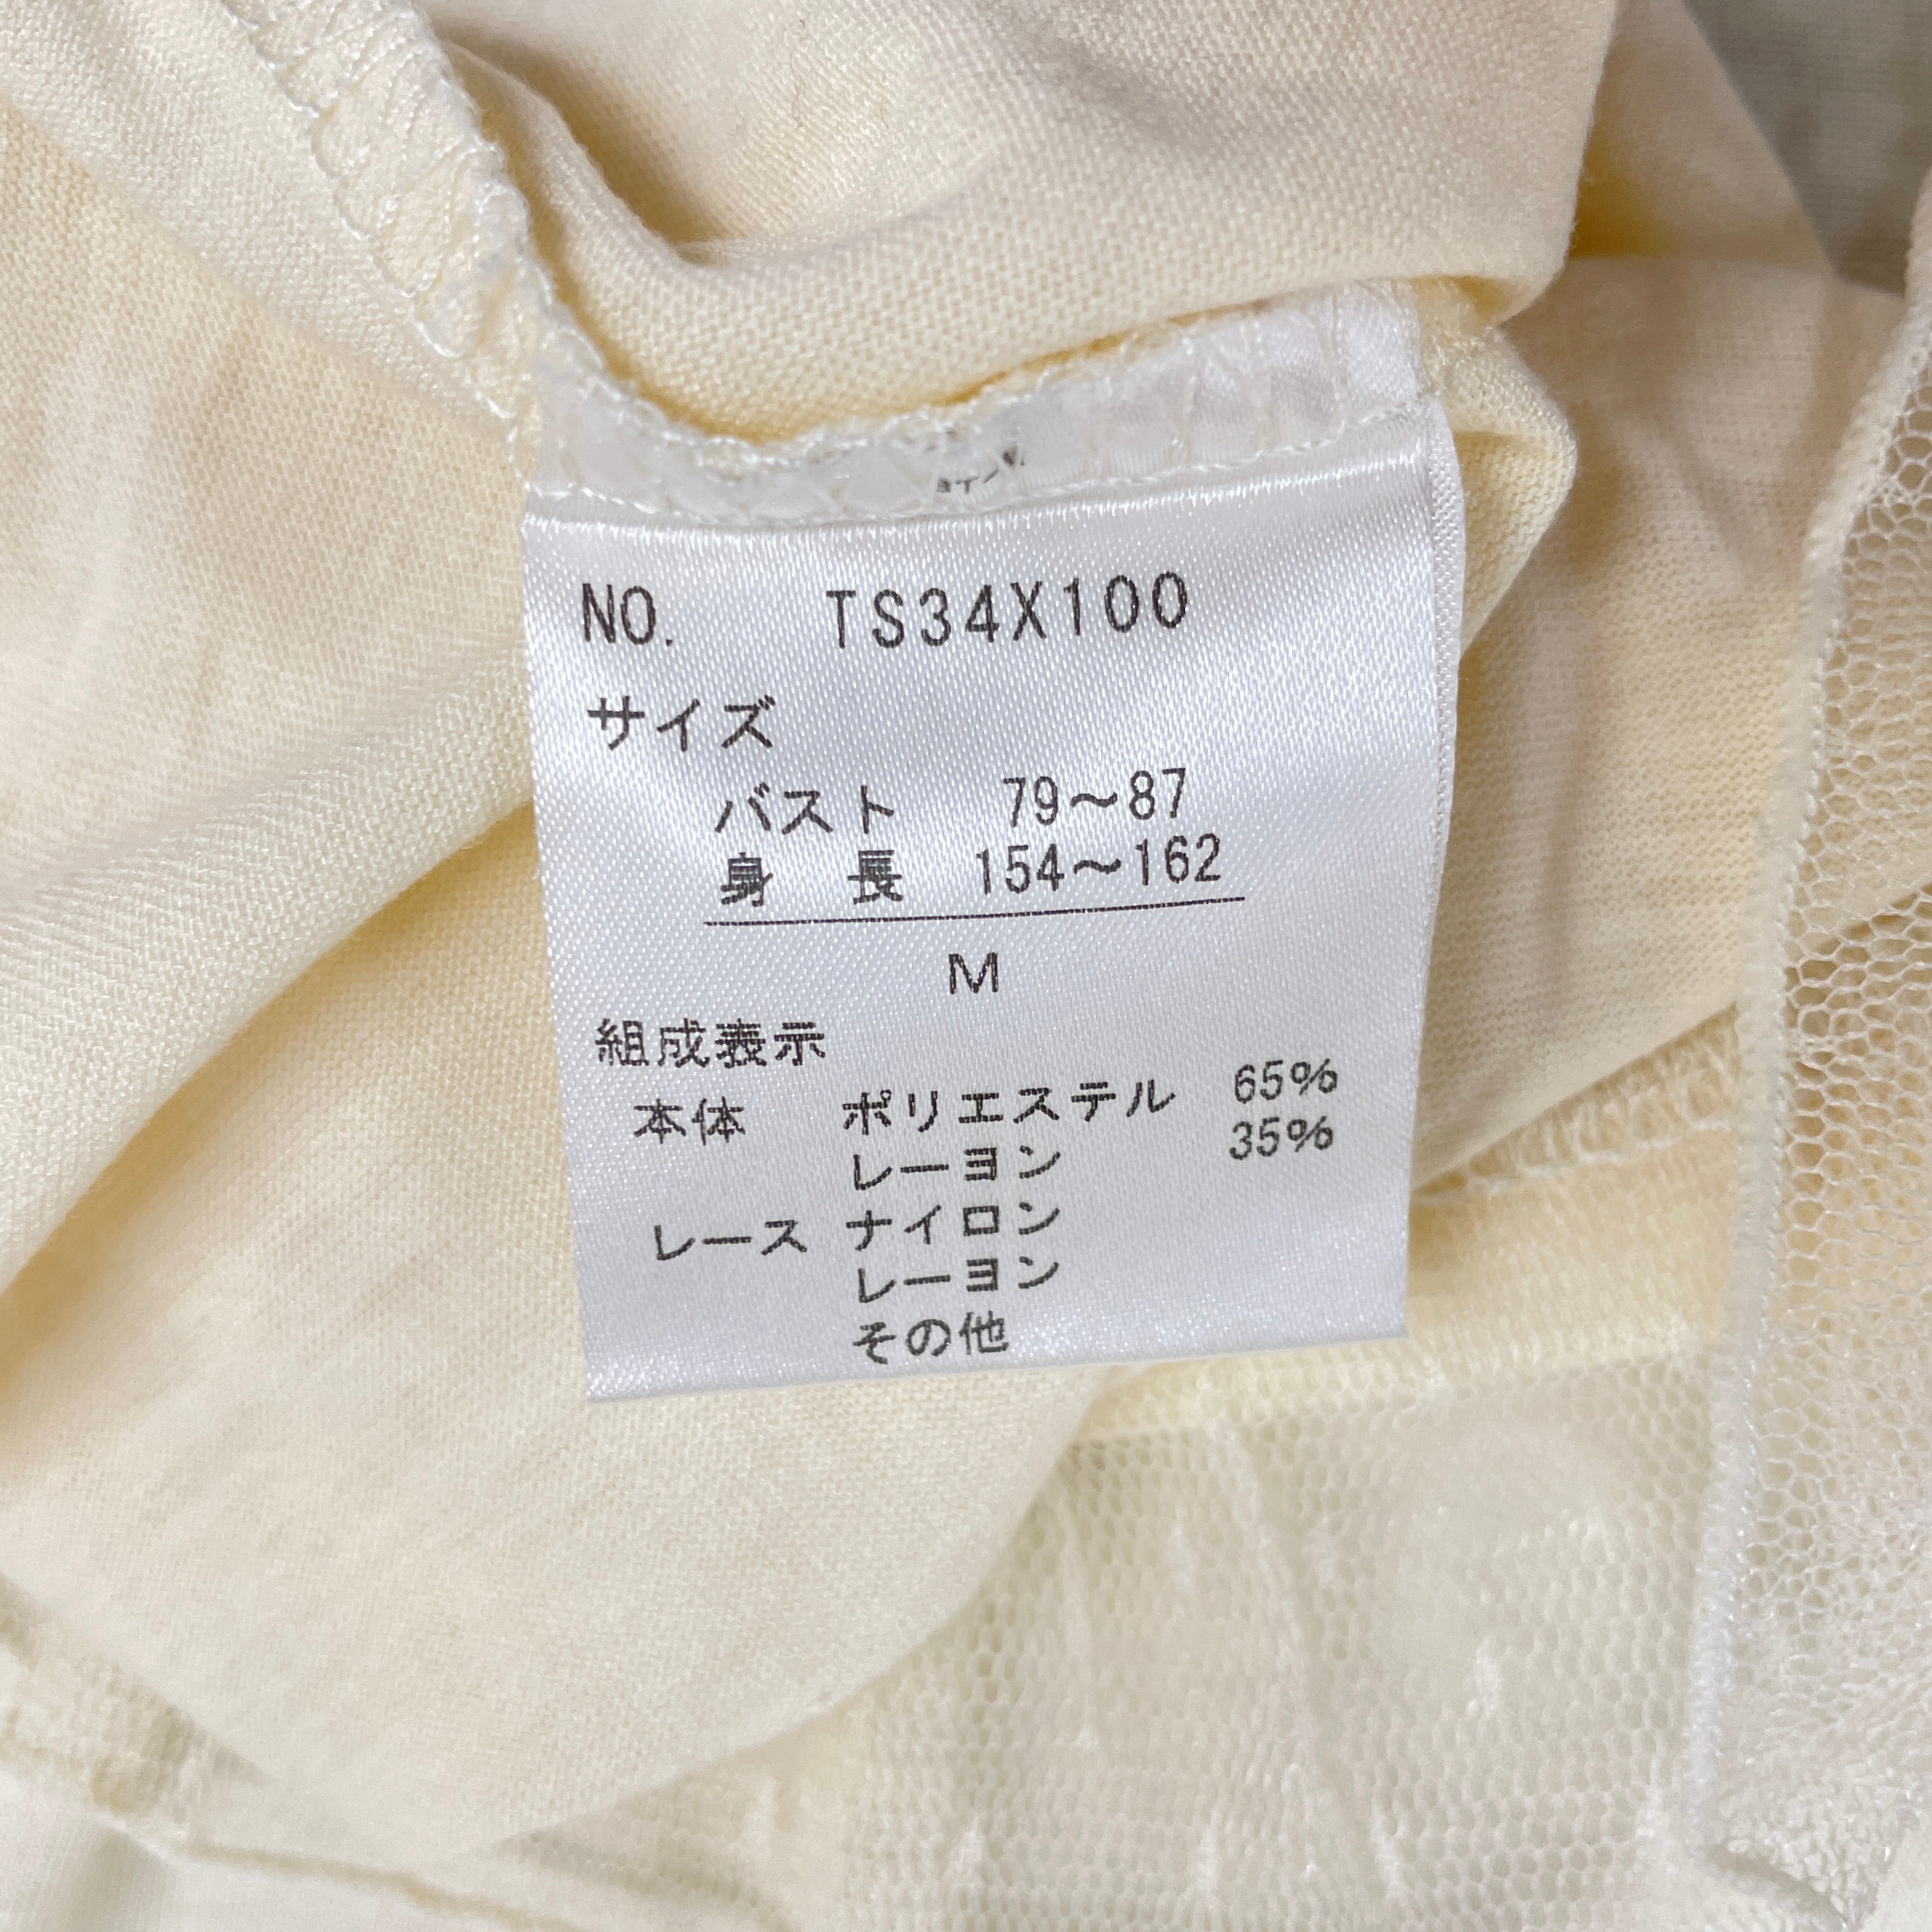 NO. TS34X100
サイズ
バスト 79～87
身長 154～162
M
組成表示
本体 ポリエステル 65%
レーヨン 35%
レース ナイロン
レーヨン
その他